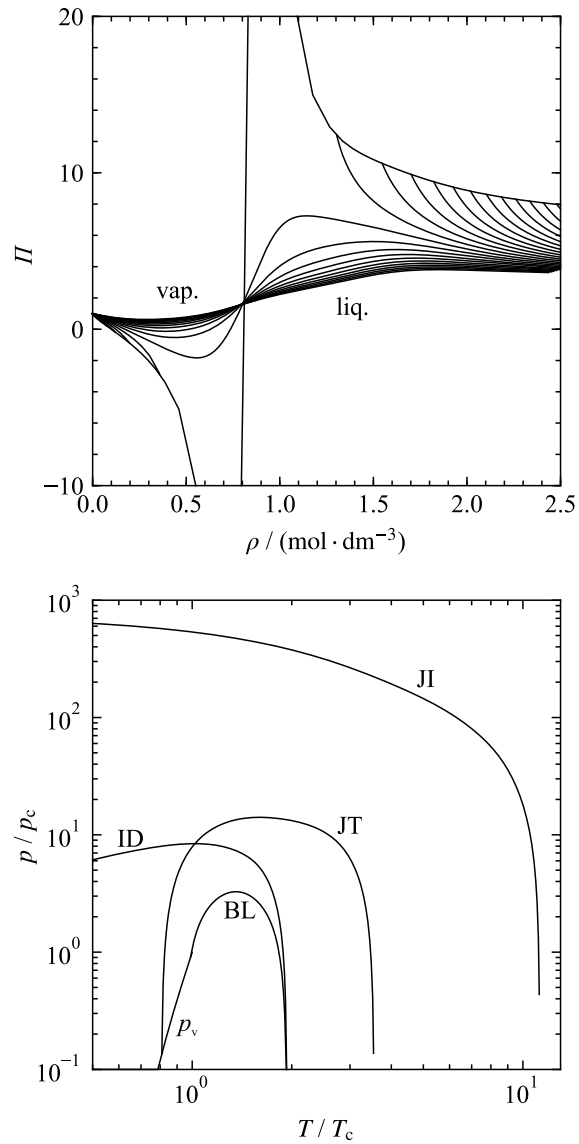 20
10
0
−10
Π
vap.
liq.
0.0 0.5 1.0 1.5 2.0 2.5
ρ / (mol · dm⁻³)
10³
10²
10¹
10⁰
10⁻¹
p / p_c
JI
ID
JT
BL
p_v
10⁰ 10¹
T / T_c